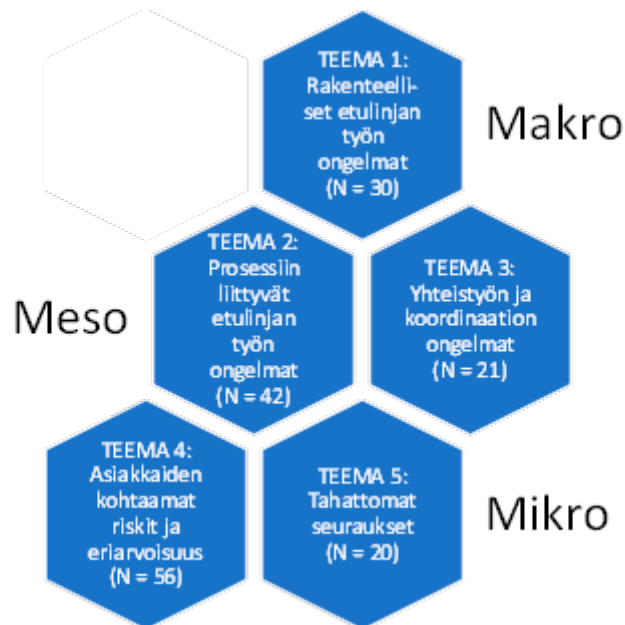 TEEMA 1:
Rakenteelli-
set etulinjan
työn
ongelmat
(N = 30)
Makro
Meso
TEEMA 2:
Prosessiin
liittyvät
etulinjan
työn
ongelmat
(N = 42)
TEEMA 3:
Yhteistyön ja
koordinaation
ongelmat
(N = 21)
TEEMA 4:
Asiakkaiden
kohtaamat
riskit ja
eriarvoisuus
(N = 56)
TEEMA 5:
Tahattomat
seuraukset
(N = 20)
Mikro